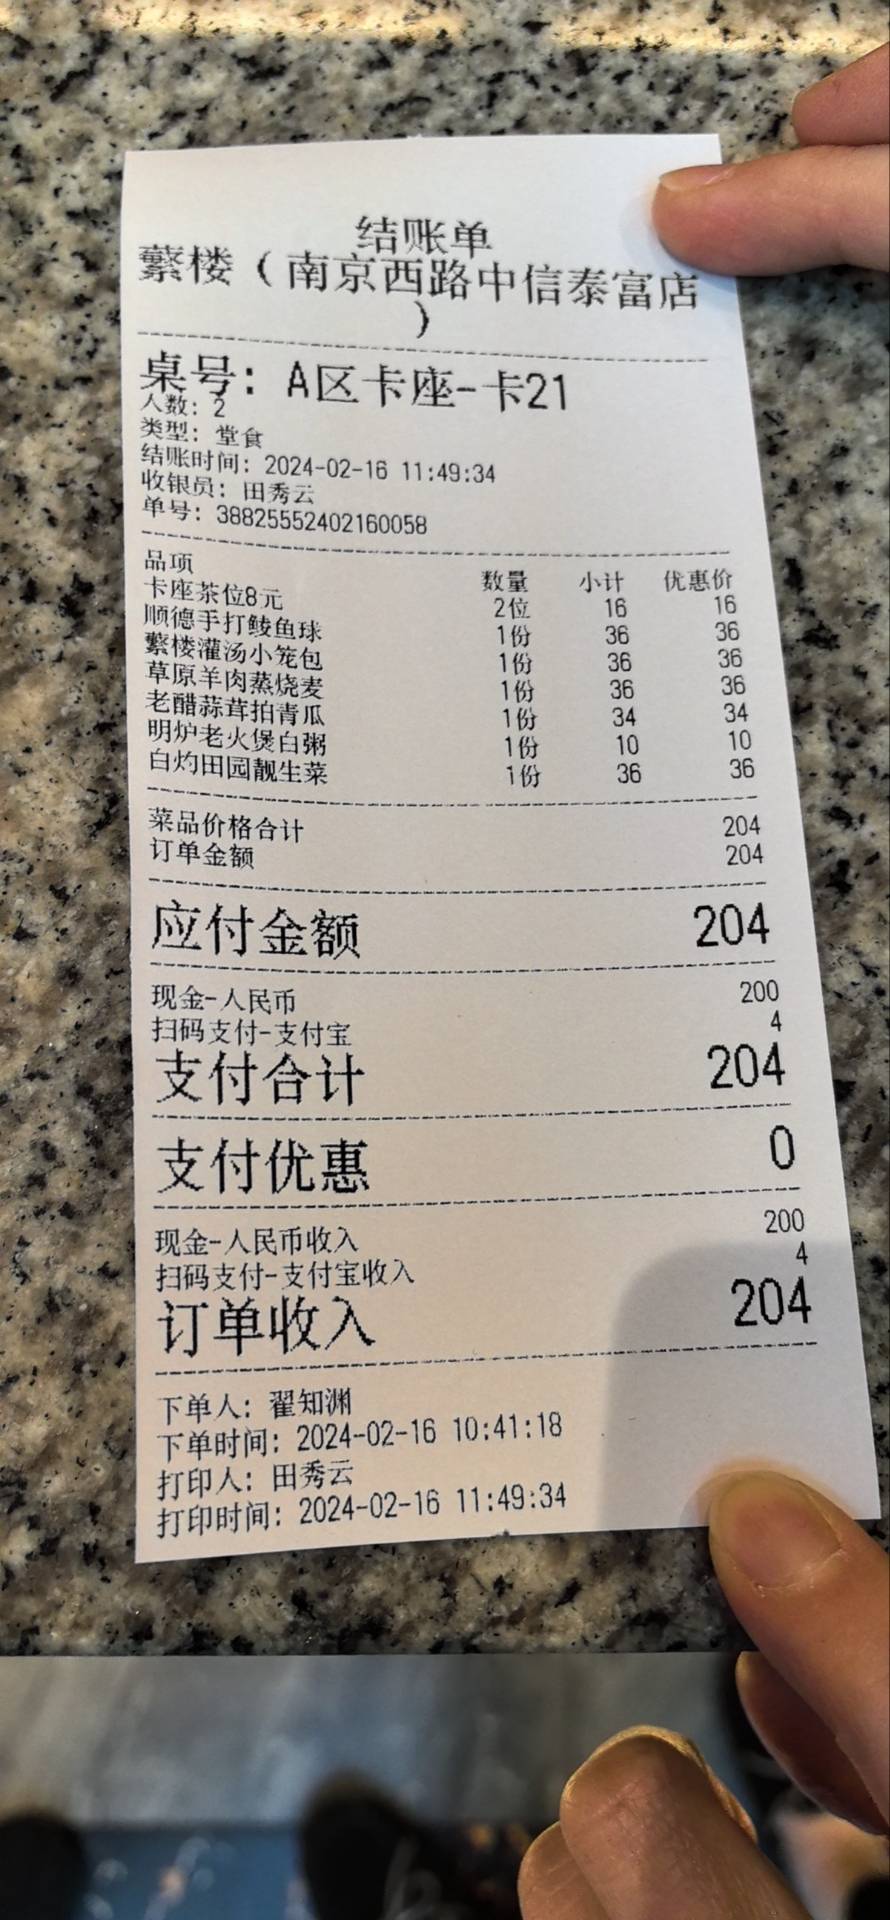 结账单
蘩楼（南京西路中信泰富店
）
桌号：A区卡座-卡21
人数：2
类型：堂食
结账时间：2024-02-16 11:49:34
收银员：田秀云
单号：38825552402160058
品项 数量 小计 优惠价
卡座茶位8元 2位 16 16
顺德手打鲮鱼球 1份 36 36
蘩楼灌汤小笼包 1份 36 36
草原羊肉蒸烧麦 1份 36 36
老醋蒜茸拍青瓜 1份 34 34
明炉老火煲白粥 1份 10 10
白灼田园靓生菜 1份 36 36
菜品价格合计 204
订单金额 204
应付金额 204
现金-人民币 200
扫码支付-支付宝 4
支付合计 204
支付优惠 0
现金-人民币收入 200
扫码支付-支付宝收入 4
订单收入 204
下单人：翟知渊
下单时间：2024-02-16 10:41:18
打印人：田秀云
打印时间：2024-02-16 11:49:34